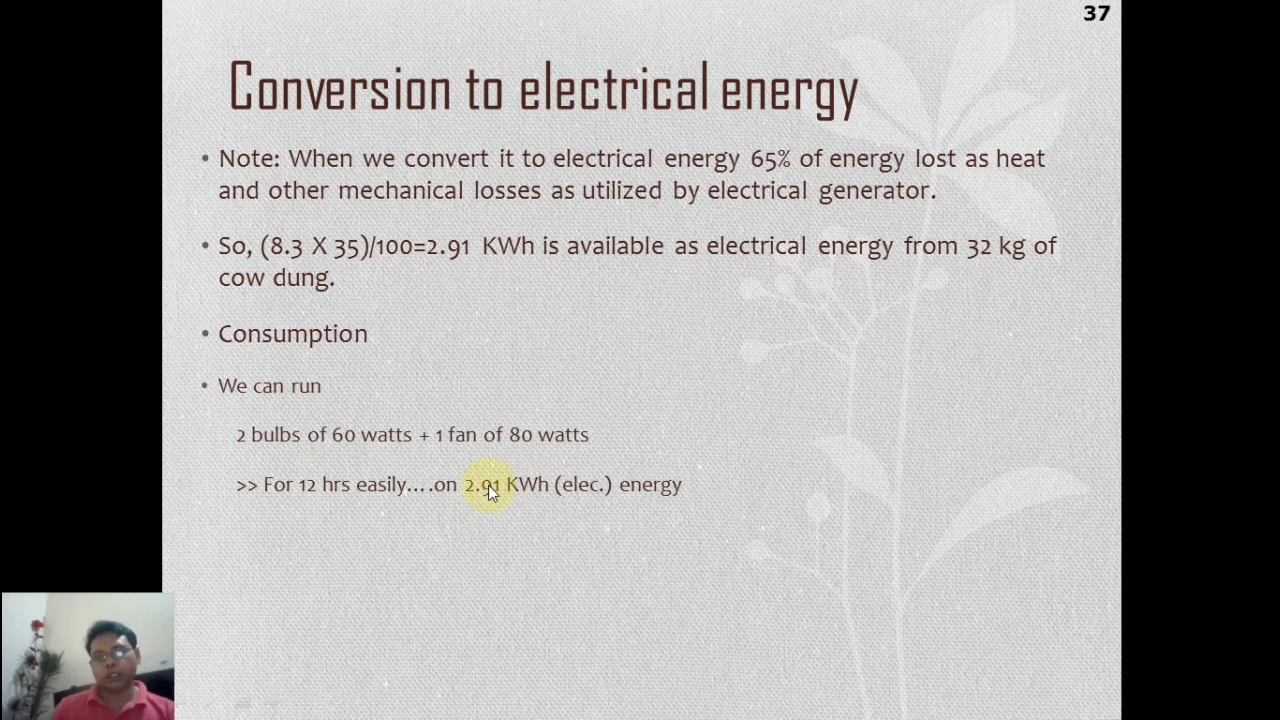 37
Conversion to electrical energy
• Note: When we convert it to electrical energy 65% of energy lost as heat
and other mechanical losses as utilized by electrical generator.
• So, (8.3 X 35)/100=2.91 KWh is available as electrical energy from 32 kg of
cow dung.
• Consumption
• We can run
2 bulbs of 60 watts + 1 fan of 80 watts
>> For 12 hrs easily....on 2.91 KWh (elec.) energy